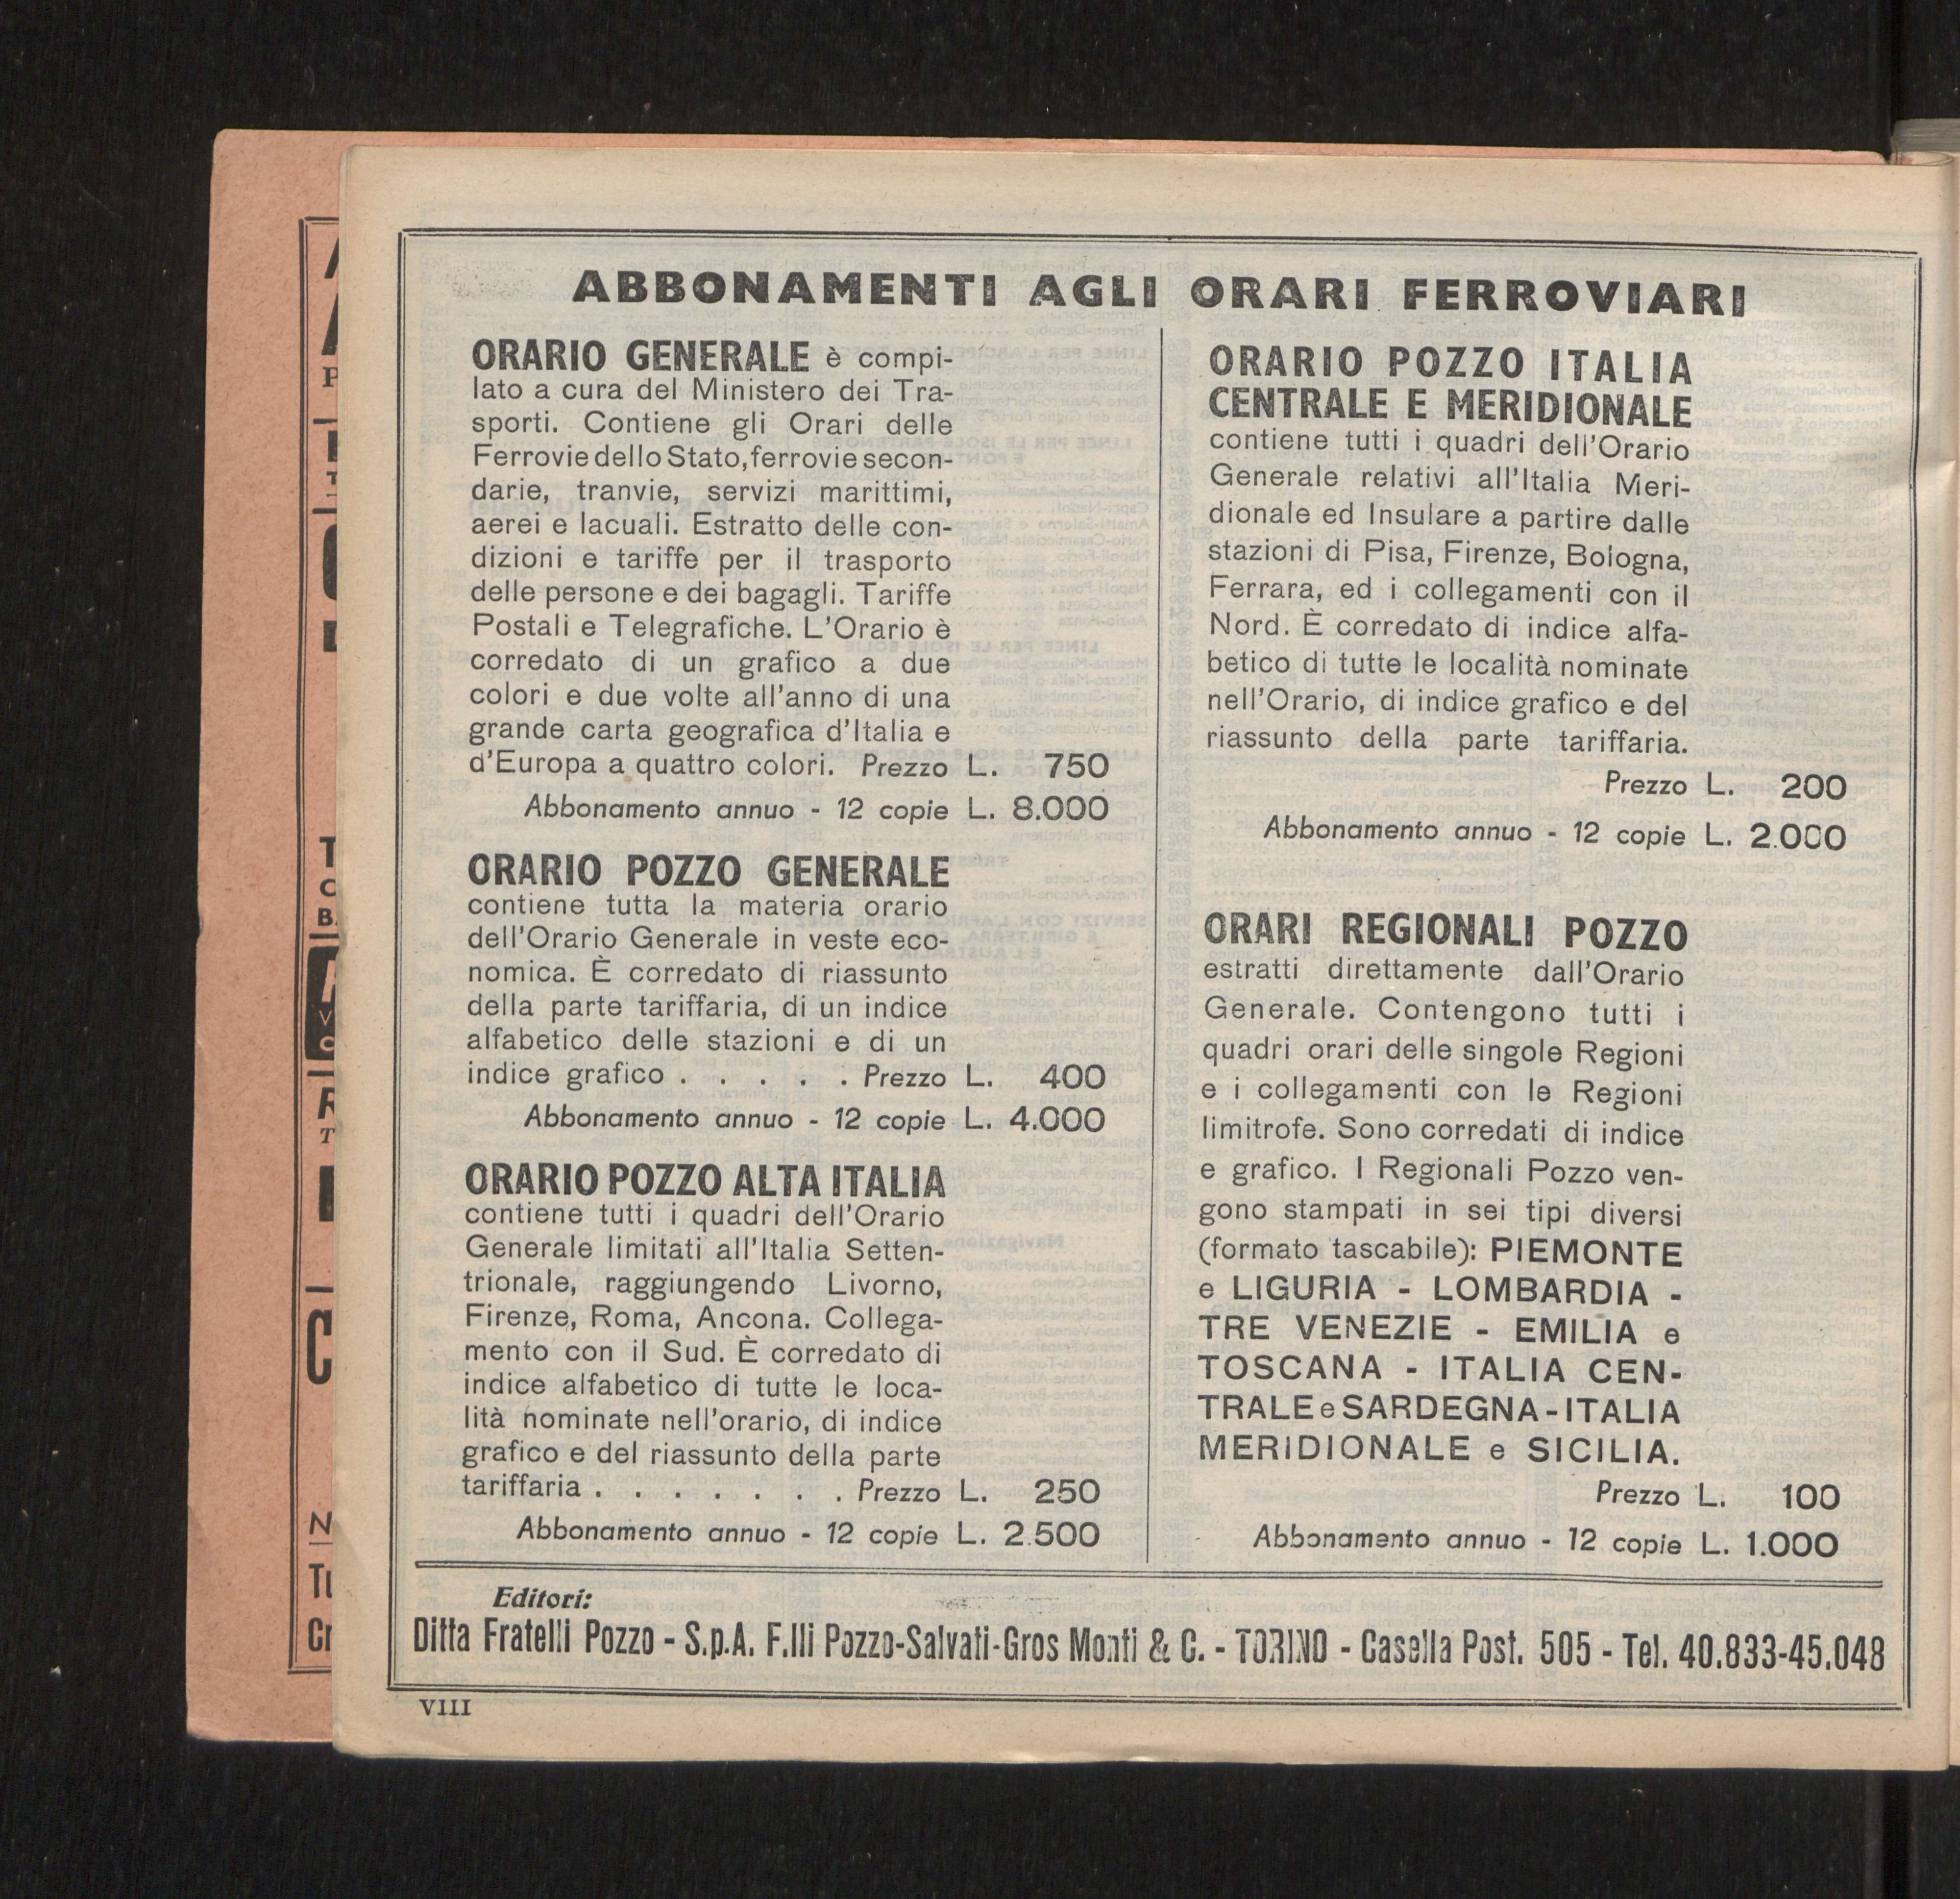 ABBONAMENTI AGLI ORARI FERROVIARI
ORARIO GENERALE è compi-
lato a cura del Ministero dei Tra-
sporti. Contiene gli Orari delle
Ferrovie dello Stato, ferrovie secon-
darie, tranvie, servizi marittimi,
aerei e lacuali. Estratto delle con-
dizioni e tariffe per il trasporto
delle persone e dei bagagli. Tariffe
Postali e Telegrafiche. L'Orario è
corredato di un grafico a due
colori e due volte all'anno di una
grande carta geografica d'Italia e
d'Europa a quattro colori. Prezzo L. 750
Abbonamento annuo - 12 copie L. 8.000
ORARIO POZZO GENERALE
contiene tutta la materia orario
dell'Orario Generale in veste eco-
nomica. È corredato di riassunto
della parte tariffaria, di un indice
alfabetico delle stazioni e di un
indice grafico . . . . . . Prezzo L. 400
Abbonamento annuo - 12 copie L. 4.000
ORARIO POZZO ALTA ITALIA
contiene tutti i quadri dell'Orario
Generale limitati all'Italia Setten-
trionale, raggiungendo Livorno,
Firenze, Roma, Ancona. Collega-
mento con il Sud. È corredato di
indice alfabetico di tutte le loca-
lità nominate nell'orario, di indice
grafico e del riassunto della parte
tariffaria . . . . . . . . Prezzo L. 250
Abbonamento annuo - 12 copie L. 2.500
ORARIO POZZO ITALIA
CENTRALE E MERIDIONALE
contiene tutti i quadri dell'Orario
Generale relativi all'Italia Meri-
dionale ed Insulare a partire dalle
stazioni di Pisa, Firenze, Bologna,
Ferrara, ed i collegamenti con il
Nord. È corredato di indice alfa-
betico di tutte le località nominate
nell'Orario, di indice grafico e del
riassunto della parte tariffaria.
Prezzo L. 200
Abbonamento annuo - 12 copie L. 2.000
ORARI REGIONALI POZZO
estratti direttamente dall'Orario
Generale. Contengono tutti i
quadri orari delle singole Regioni
e i collegamenti con le Regioni
limitrofe. Sono corredati di indice
e grafico. I Regionali Pozzo ven-
gono stampati in sei tipi diversi
(formato tascabile): PIEMONTE
e LIGURIA - LOMBARDIA -
TRE VENEZIE - EMILIA e
TOSCANA - ITALIA CEN-
TRALE e SARDEGNA - ITALIA
MERIDIONALE e SICILIA.
Prezzo L. 100
Abbonamento annuo - 12 copie L. 1.000
Editori:
Ditta Fratelli Pozzo - S.p.A. F.lli Pozzo-Salvati-Gros Monti & C. - TORINO - Casella Post. 505 - Tel. 40.833-45.048
VIII